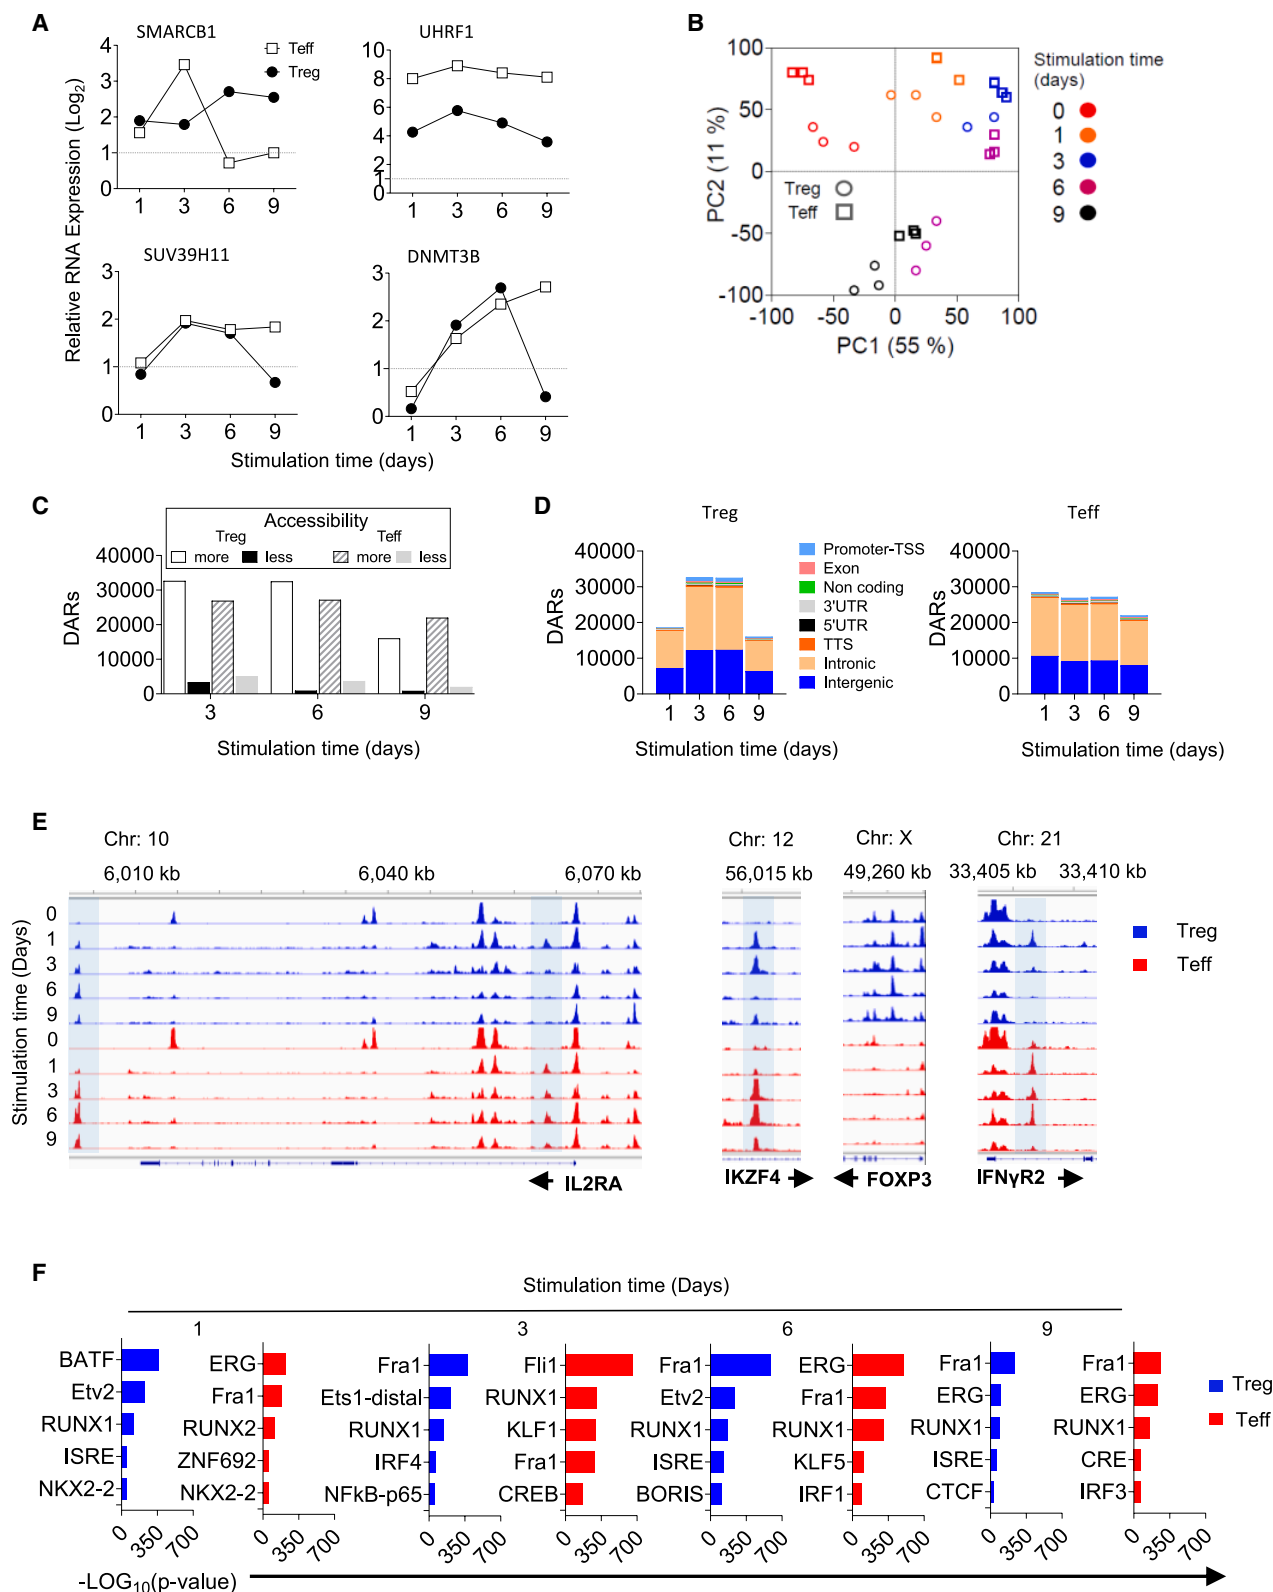 A
SMARCB1
UHRF1
Teff
Treg
4
3
2
1
0
1 3 6 9
10
8
6
4
2
1
0
1 3 6 9
Relative RNA Expression (Log2)
SUV39H11
DNMT3B
3
2
1
0
1 3 6 9
3
2
1
0
1 3 6 9
Stimulation time (days)
B
100
50
0
-50
-100
PC2 (11 %)
Treg
Teff
-100 -50 0 50 100
PC1 (55 %)
Stimulation time
(days)
0
1
3
6
9
C
Accessibility
Treg Teff
more less more less
40000
30000
20000
10000
0
DARs
3 6 9
Stimulation time (days)
D
Treg
40000
30000
20000
10000
0
DARs
1 3 6 9
Stimulation time (days)
Promoter-TSS
Exon
Non coding
3'UTR
5'UTR
TTS
Intronic
Intergenic
Teff
40000
30000
20000
10000
0
DARs
1 3 6 9
Stimulation time (days)
E
Chr: 10 Chr: 12 Chr: X Chr: 21
6,010 kb 6,040 kb 6,070 kb 56,015 kb 49,260 kb 33,405 kb 33,410 kb
Stimulation time (Days)
0
1
3
6
9
0
1
3
6
9
Treg
Teff
IL2RA IKZF4 FOXP3 IFNγR2
F
Stimulation time (Days)
1 3 6 9
BATF
Etv2
RUNX1
ISRE
NKX2-2
0 350 700
ERG
Fra1
RUNX2
ZNF692
NKX2-2
0 350 700
Fra1
Ets1-distal
RUNX1
IRF4
NFkB-p65
0 350 700
Fli1
RUNX1
KLF1
Fra1
CREB
0 350 700
Fra1
Etv2
RUNX1
ISRE
BORIS
0 350 700
ERG
Fra1
RUNX1
KLF5
IRF1
0 350 700
Fra1
ERG
RUNX1
ISRE
CTCF
0 350 700
Fra1
ERG
RUNX1
CRE
IRF3
0 350 700
Treg
Teff
-LOG10(p-value)